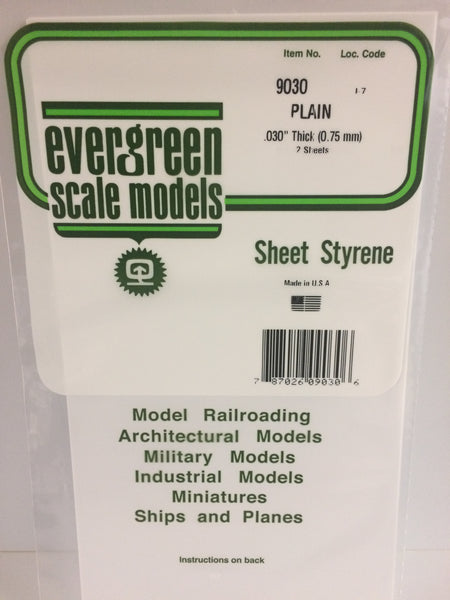 Item No. Loc. Code
9030 I-7
PLAIN
.030" Thick (0.75 mm)
2 Sheets
evergreen
scale models
Sheet Styrene
Made in U.S.A
7 87026 09030 6
Model Railroading
Architectural Models
Military Models
Industrial Models
Miniatures
Ships and Planes
Instructions on back